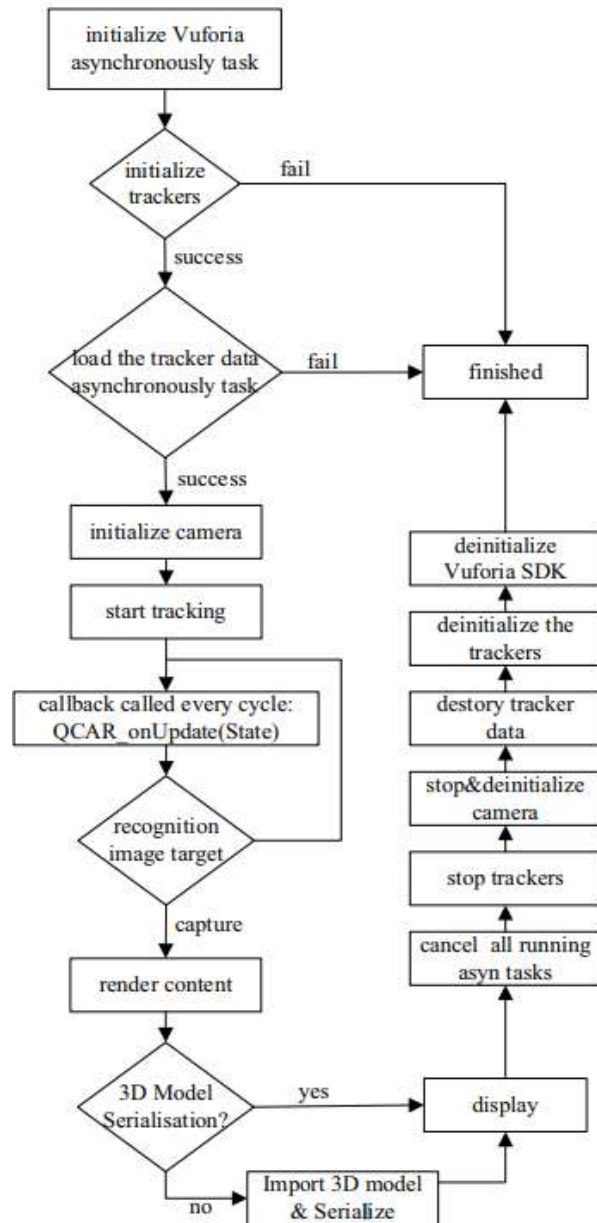 initialize Vuforia
asynchronously task
initialize
trackers
fail
success
load the tracker data
asynchronously task
fail
finished
success
initialize camera
start tracking
callback called every cycle:
QCAR_onUpdate(State)
recognition
image target
capture
render content
3D Model
Serialisation?
yes
no
Import 3D model
& Serialize
display
cancel all running
asyn tasks
stop trackers
stop&deinitialize
camera
destory tracker
data
deinitialize the
trackers
deinitialize
Vuforia SDK